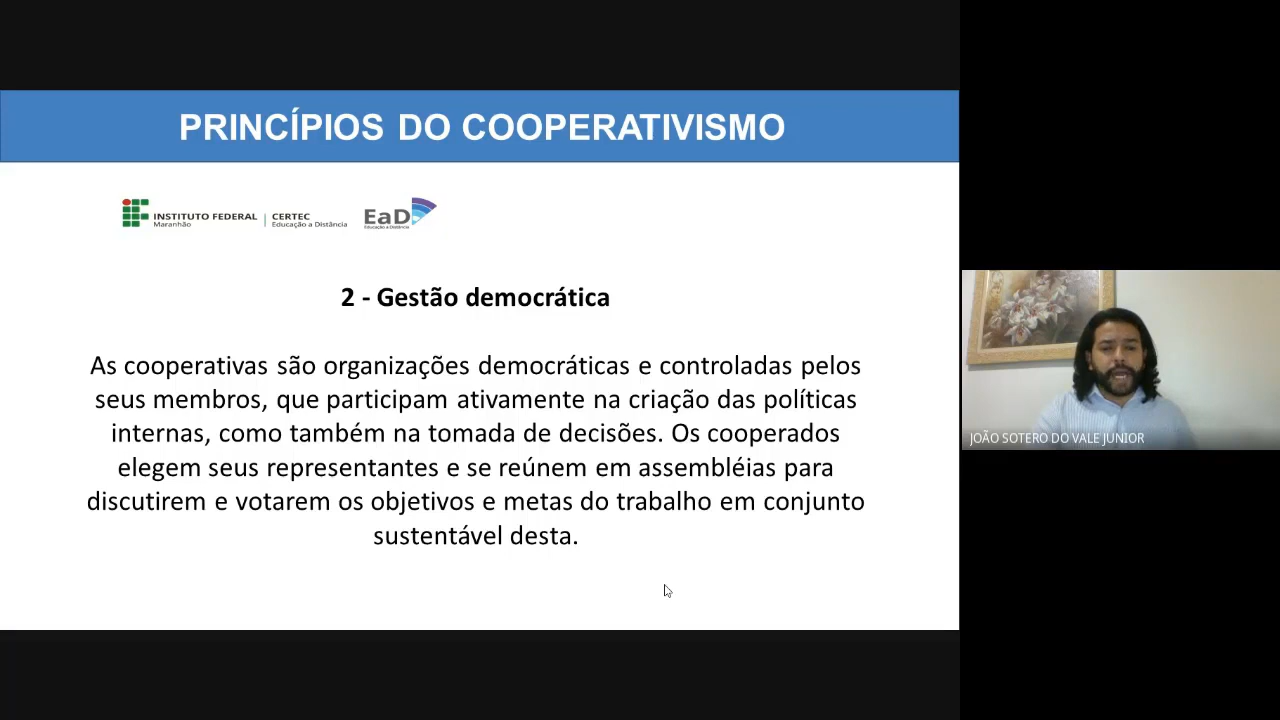 PRINCÍPIOS DO COOPERATIVISMO
INSTITUTO FEDERAL
Maranhão
CERTEC
Educação a Distância
EaD
Educação a Distância
2 - Gestão democrática
As cooperativas são organizações democráticas e controladas pelos
seus membros, que participam ativamente na criação das políticas
internas, como também na tomada de decisões. Os cooperados
elegem seus representantes e se reúnem em assembléias para
discutirem e votarem os objetivos e metas do trabalho em conjunto
sustentável desta.
JOÃO SOTERO DO VALE JUNIOR